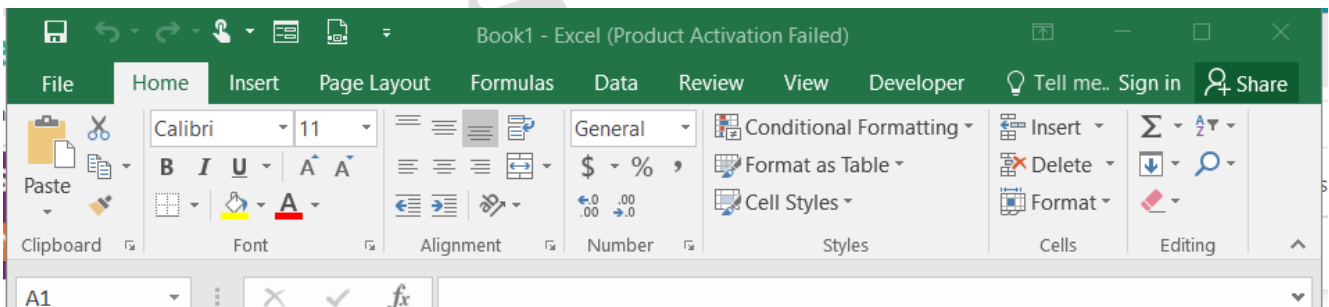 Book1 - Excel (Product Activation Failed)
File Home Insert Page Layout Formulas Data Review View Developer Tell me.. Sign in Share
Paste
Calibri 11
General
Conditional Formatting
Insert
B I U A A
$ % ,
Format as Table
Delete
A
.0 .00
.00 .0
Cell Styles
Format
Σ
A
Z
Clipboard Font Alignment Number Styles Cells Editing
A1 fx